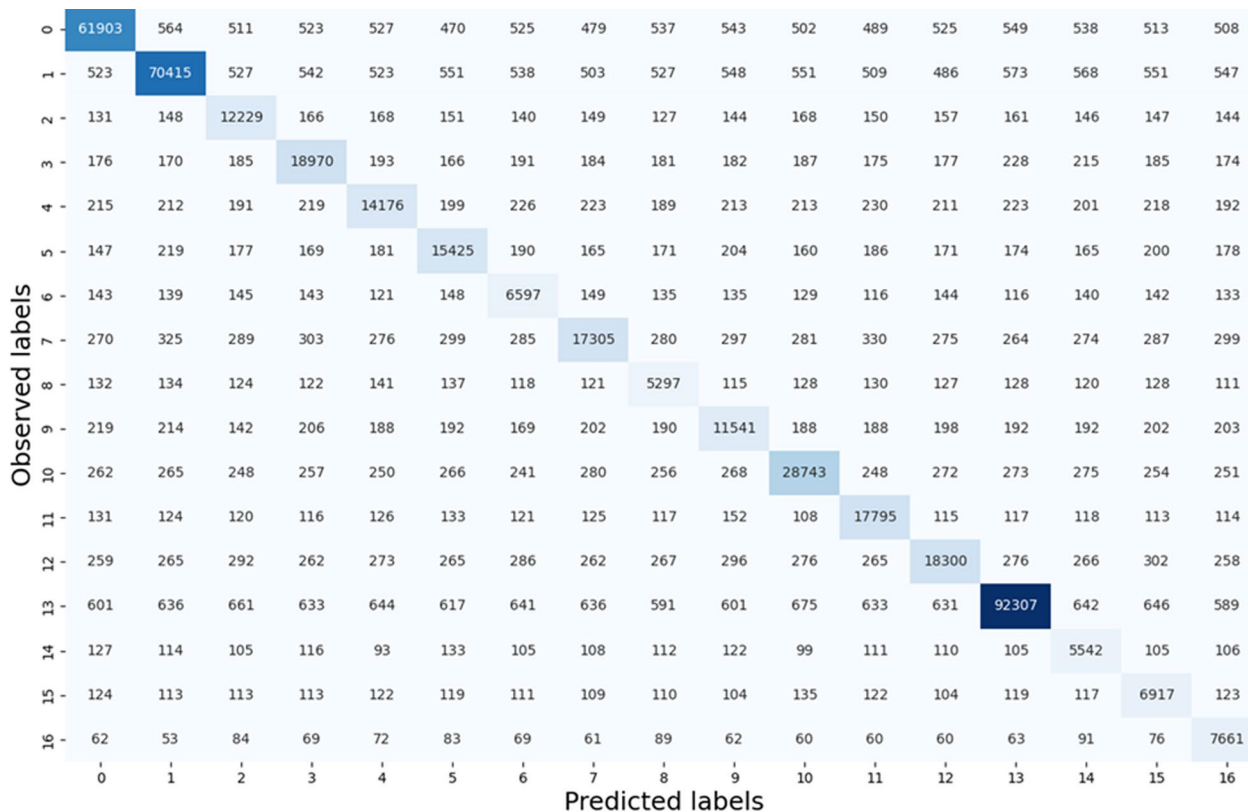 0 61903 564 511 523 527 470 525 479 537 543 502 489 525 549 538 513 508
1 523 70415 527 542 523 551 538 503 527 548 551 509 486 573 568 551 547
2 131 148 12229 166 168 151 140 149 127 144 168 150 157 161 146 147 144
3 176 170 185 18970 193 166 191 184 181 182 187 175 177 228 215 185 174
4 215 212 191 219 14176 199 226 223 189 213 213 230 211 223 201 218 192
5 147 219 177 169 181 15425 190 165 171 204 160 186 171 174 165 200 178
6 143 139 145 143 121 148 6597 149 135 135 129 116 144 116 140 142 133
7 270 325 289 303 276 299 285 17305 280 297 281 330 275 264 274 287 299
8 132 134 124 122 141 137 118 121 5297 115 128 130 127 128 120 128 111
9 219 214 142 206 188 192 169 202 190 11541 188 188 198 192 192 202 203
10 262 265 248 257 250 266 241 280 256 268 28743 248 272 273 275 254 251
11 131 124 120 116 126 133 121 125 117 152 108 17795 115 117 118 113 114
12 259 265 292 262 273 265 286 262 267 296 276 265 18300 276 266 302 258
13 601 636 661 633 644 617 641 636 591 601 675 633 631 92307 642 646 589
14 127 114 105 116 93 133 105 108 112 122 99 111 110 105 5542 105 106
15 124 113 113 113 122 119 111 109 110 104 135 122 104 119 117 6917 123
16 62 53 84 69 72 83 69 61 89 62 60 60 60 63 91 76 7661
0 1 2 3 4 5 6 7 8 9 10 11 12 13 14 15 16
Observed labels
Predicted labels